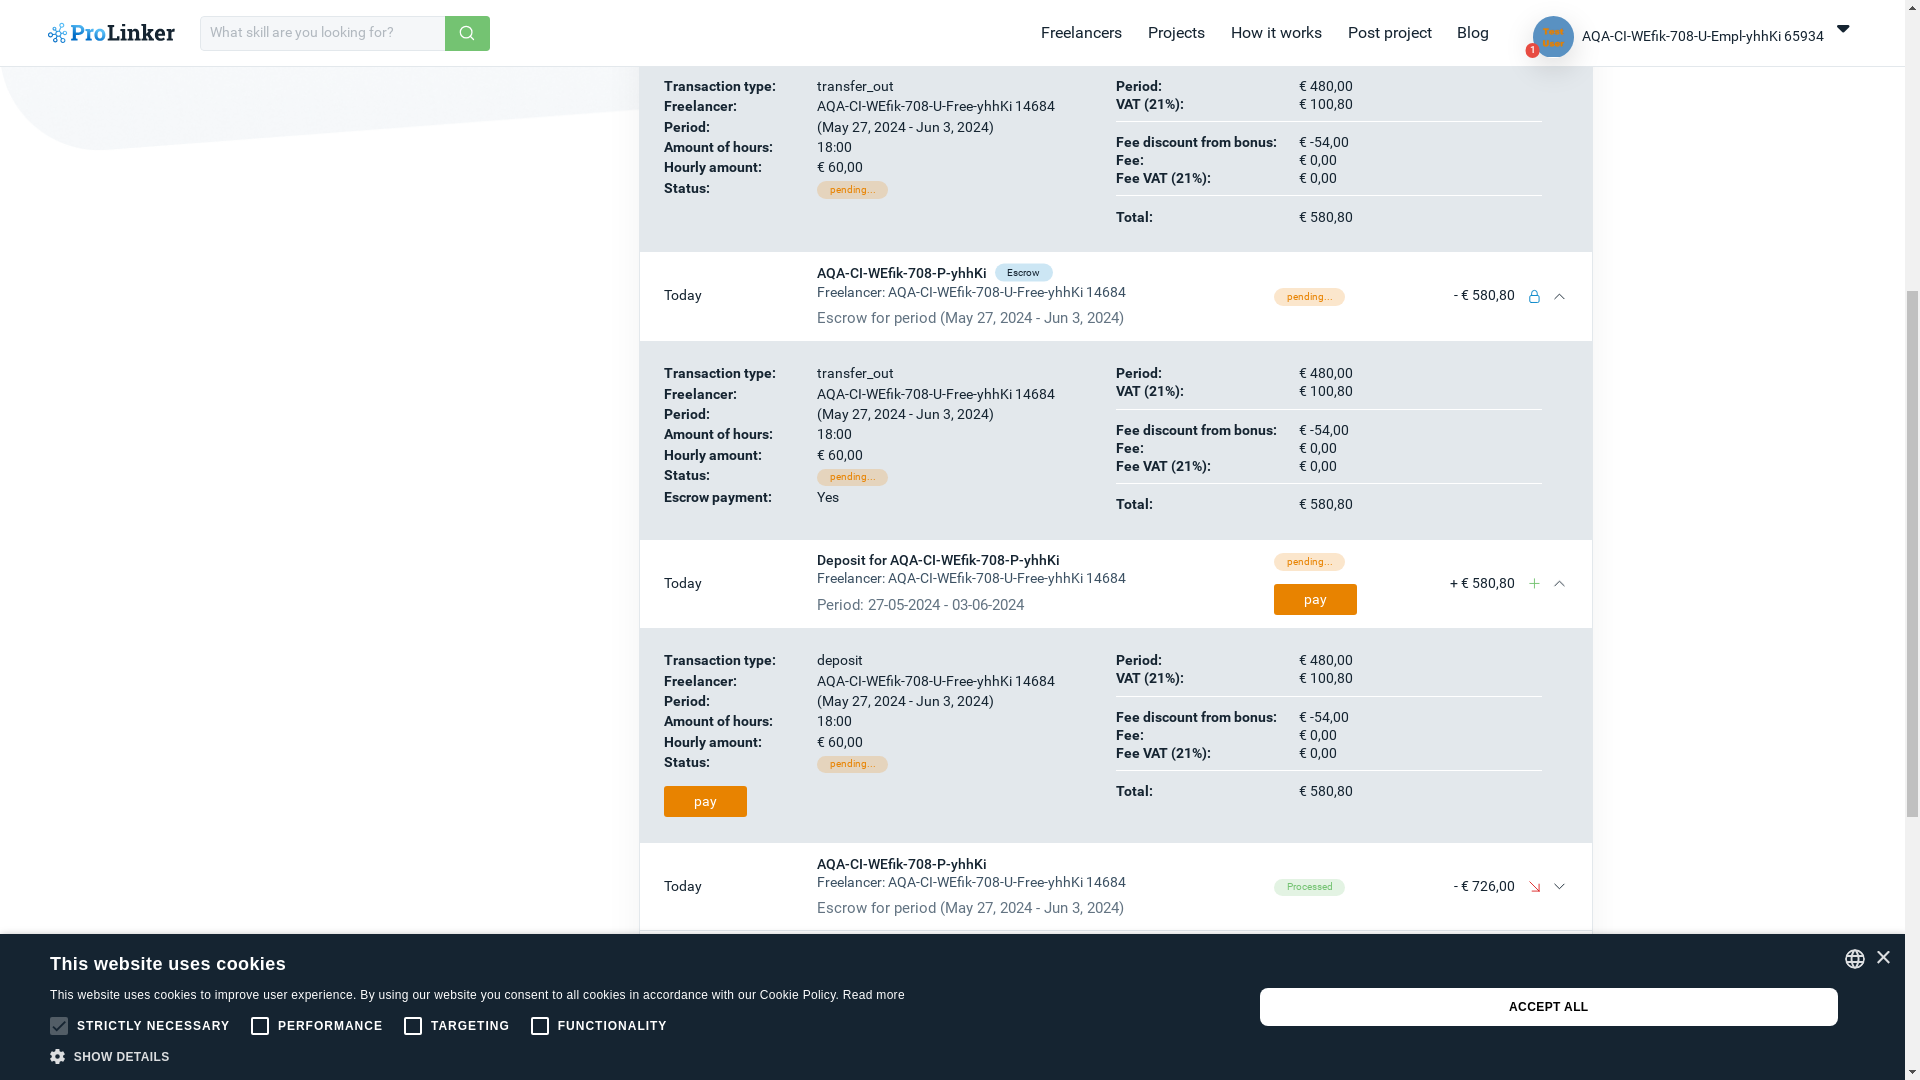 ProLinker
What skill are you looking for?
Freelancers Projects How it works Post project Blog
Test User
1
AQA-CI-WEfik-708-U-Empl-yhhKi 65934
Transaction type: transfer_out
Freelancer: AQA-CI-WEfik-708-U-Free-yhhKi 14684
Period: (May 27, 2024 - Jun 3, 2024)
Amount of hours: 18:00
Hourly amount: € 60,00
Status: pending...
Period: € 480,00
VAT (21%): € 100,80
Fee discount from bonus: € -54,00
Fee: € 0,00
Fee VAT (21%): € 0,00
Total: € 580,80
Today
AQA-CI-WEfik-708-P-yhhKi Escrow
Freelancer: AQA-CI-WEfik-708-U-Free-yhhKi 14684
Escrow for period (May 27, 2024 - Jun 3, 2024)
pending...
- € 580,80
Transaction type: transfer_out
Freelancer: AQA-CI-WEfik-708-U-Free-yhhKi 14684
Period: (May 27, 2024 - Jun 3, 2024)
Amount of hours: 18:00
Hourly amount: € 60,00
Status: pending...
Escrow payment: Yes
Period: € 480,00
VAT (21%): € 100,80
Fee discount from bonus: € -54,00
Fee: € 0,00
Fee VAT (21%): € 0,00
Total: € 580,80
Today
Deposit for AQA-CI-WEfik-708-P-yhhKi
Freelancer: AQA-CI-WEfik-708-U-Free-yhhKi 14684
Period: 27-05-2024 - 03-06-2024
pending...
pay
+ € 580,80
Transaction type: deposit
Freelancer: AQA-CI-WEfik-708-U-Free-yhhKi 14684
Period: (May 27, 2024 - Jun 3, 2024)
Amount of hours: 18:00
Hourly amount: € 60,00
Status: pending...
pay
Period: € 480,00
VAT (21%): € 100,80
Fee discount from bonus: € -54,00
Fee: € 0,00
Fee VAT (21%): € 0,00
Total: € 580,80
Today
AQA-CI-WEfik-708-P-yhhKi
Freelancer: AQA-CI-WEfik-708-U-Free-yhhKi 14684
Escrow for period (May 27, 2024 - Jun 3, 2024)
Processed
- € 726,00
This website uses cookies
This website uses cookies to improve user experience. By using our website you consent to all cookies in accordance with our Cookie Policy. Read more
STRICTLY NECESSARY PERFORMANCE TARGETING FUNCTIONALITY
SHOW DETAILS
ACCEPT ALL